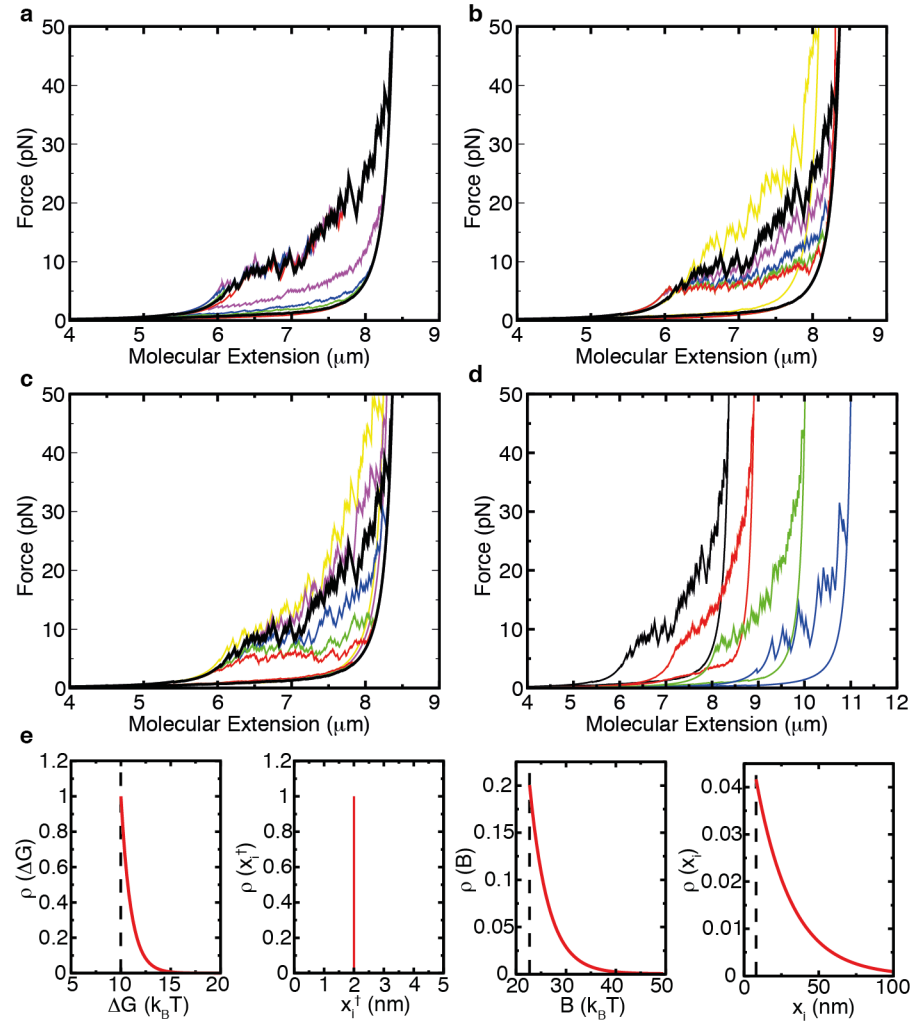 a
50
40
30
20
10
0
4 5 6 7 8 9
Force (pN)
Molecular Extension (μm)
b
50
40
30
20
10
0
4 5 6 7 8 9
Force (pN)
Molecular Extension (μm)
c
50
40
30
20
10
0
4 5 6 7 8 9
Force (pN)
Molecular Extension (μm)
d
50
40
30
20
10
0
4 5 6 7 8 9 10 11 12
Force (pN)
Molecular Extension (μm)
e
1.2
1
0.8
0.6
0.4
0.2
0
5 10 15 20
ρ (ΔG)
ΔG (k_BT)
1.2
1
0.8
0.6
0.4
0.2
0
0 1 2 3 4 5
ρ (x_i†)
x_i† (nm)
0.2
0.15
0.1
0.05
0
20 30 40 50
ρ (B)
B (k_BT)
0.04
0.03
0.02
0.01
0
0 50 100
ρ (x_i)
x_i (nm)